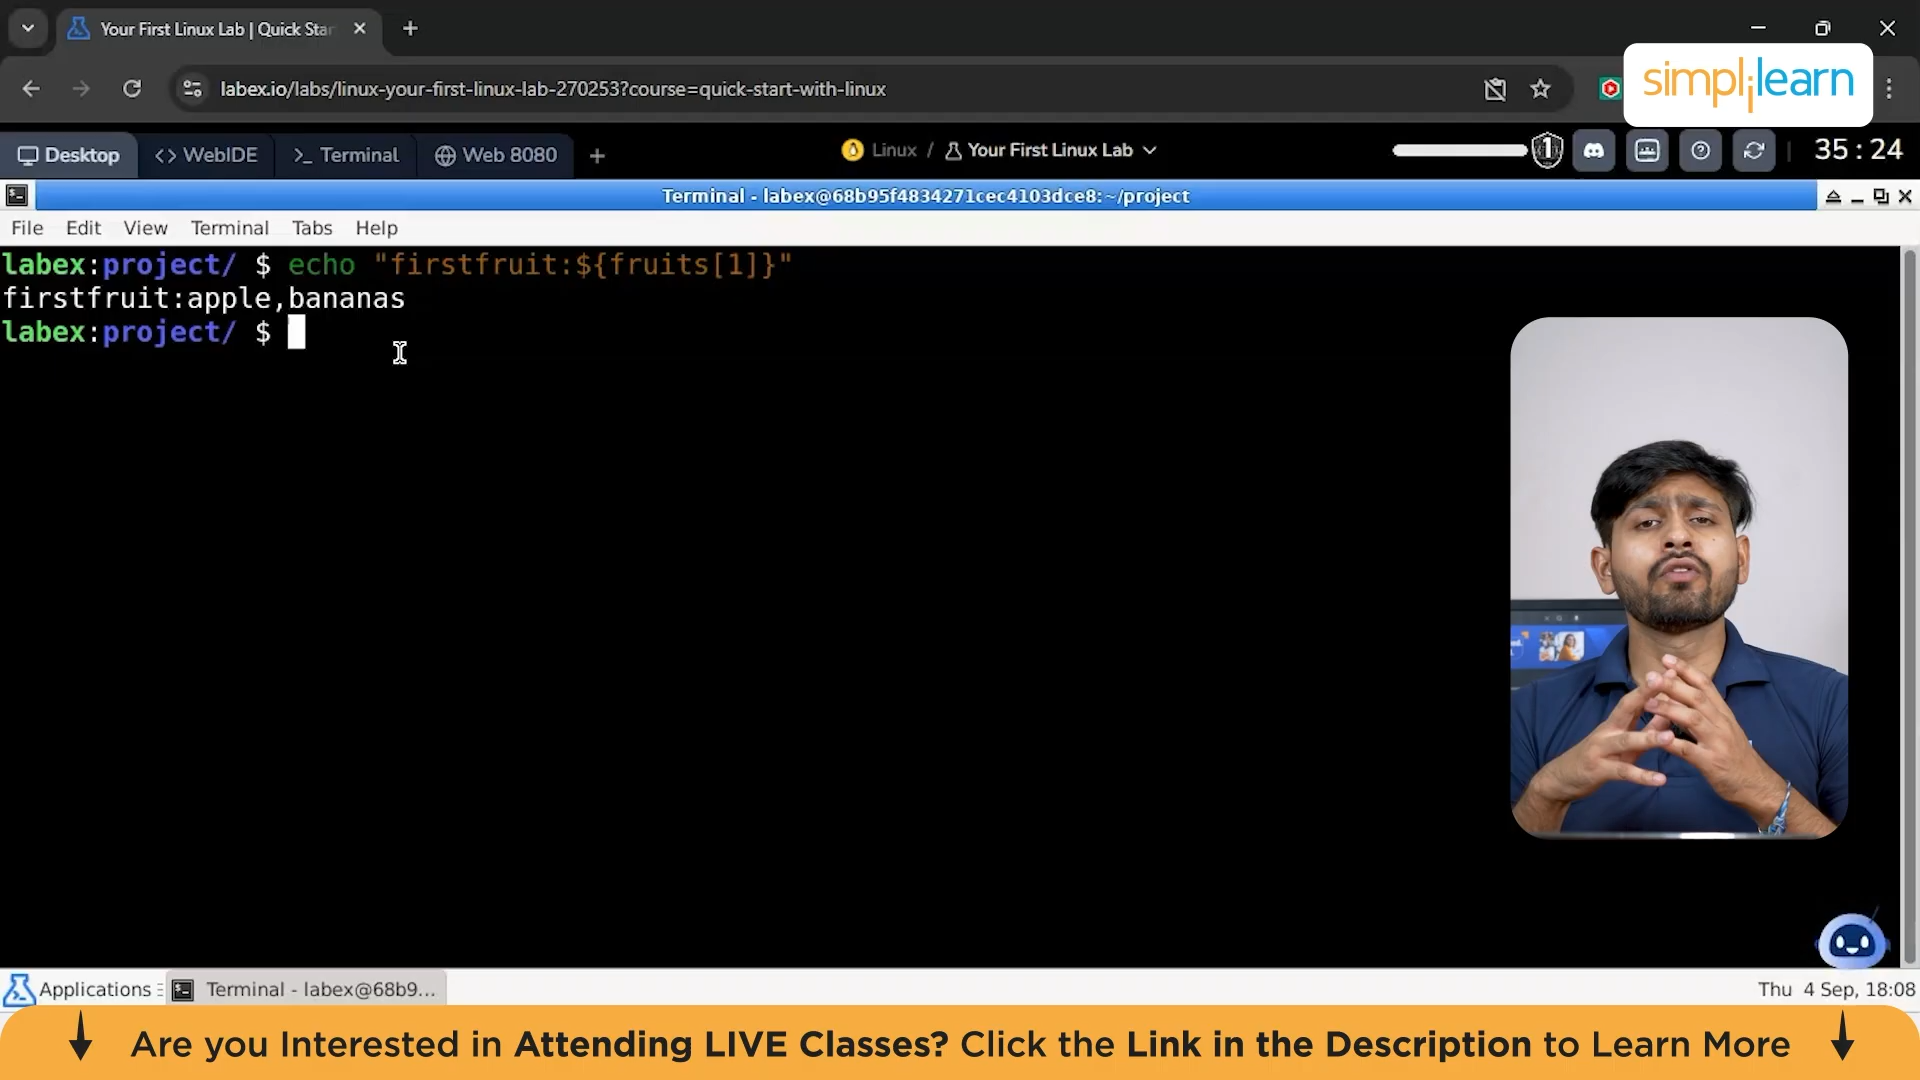 Your First Linux Lab | Quick Star
labex.io/labs/linux-your-first-linux-lab-270253?course=quick-start-with-linux
simplilearn
Desktop
<> WebIDE
>_ Terminal
Web 8080
Linux / Your First Linux Lab
1
35 : 24
Terminal - labex@68b95f4834271cec4103dce8: ~/project
File Edit View Terminal Tabs Help
labex:project/ $ echo "firstfruit:${fruits[1]}"
firstfruit:apple,bananas
labex:project/ $
Applications
Terminal - labex@68b9...
Thu 4 Sep, 18:08
Are you Interested in Attending LIVE Classes? Click the Link in the Description to Learn More